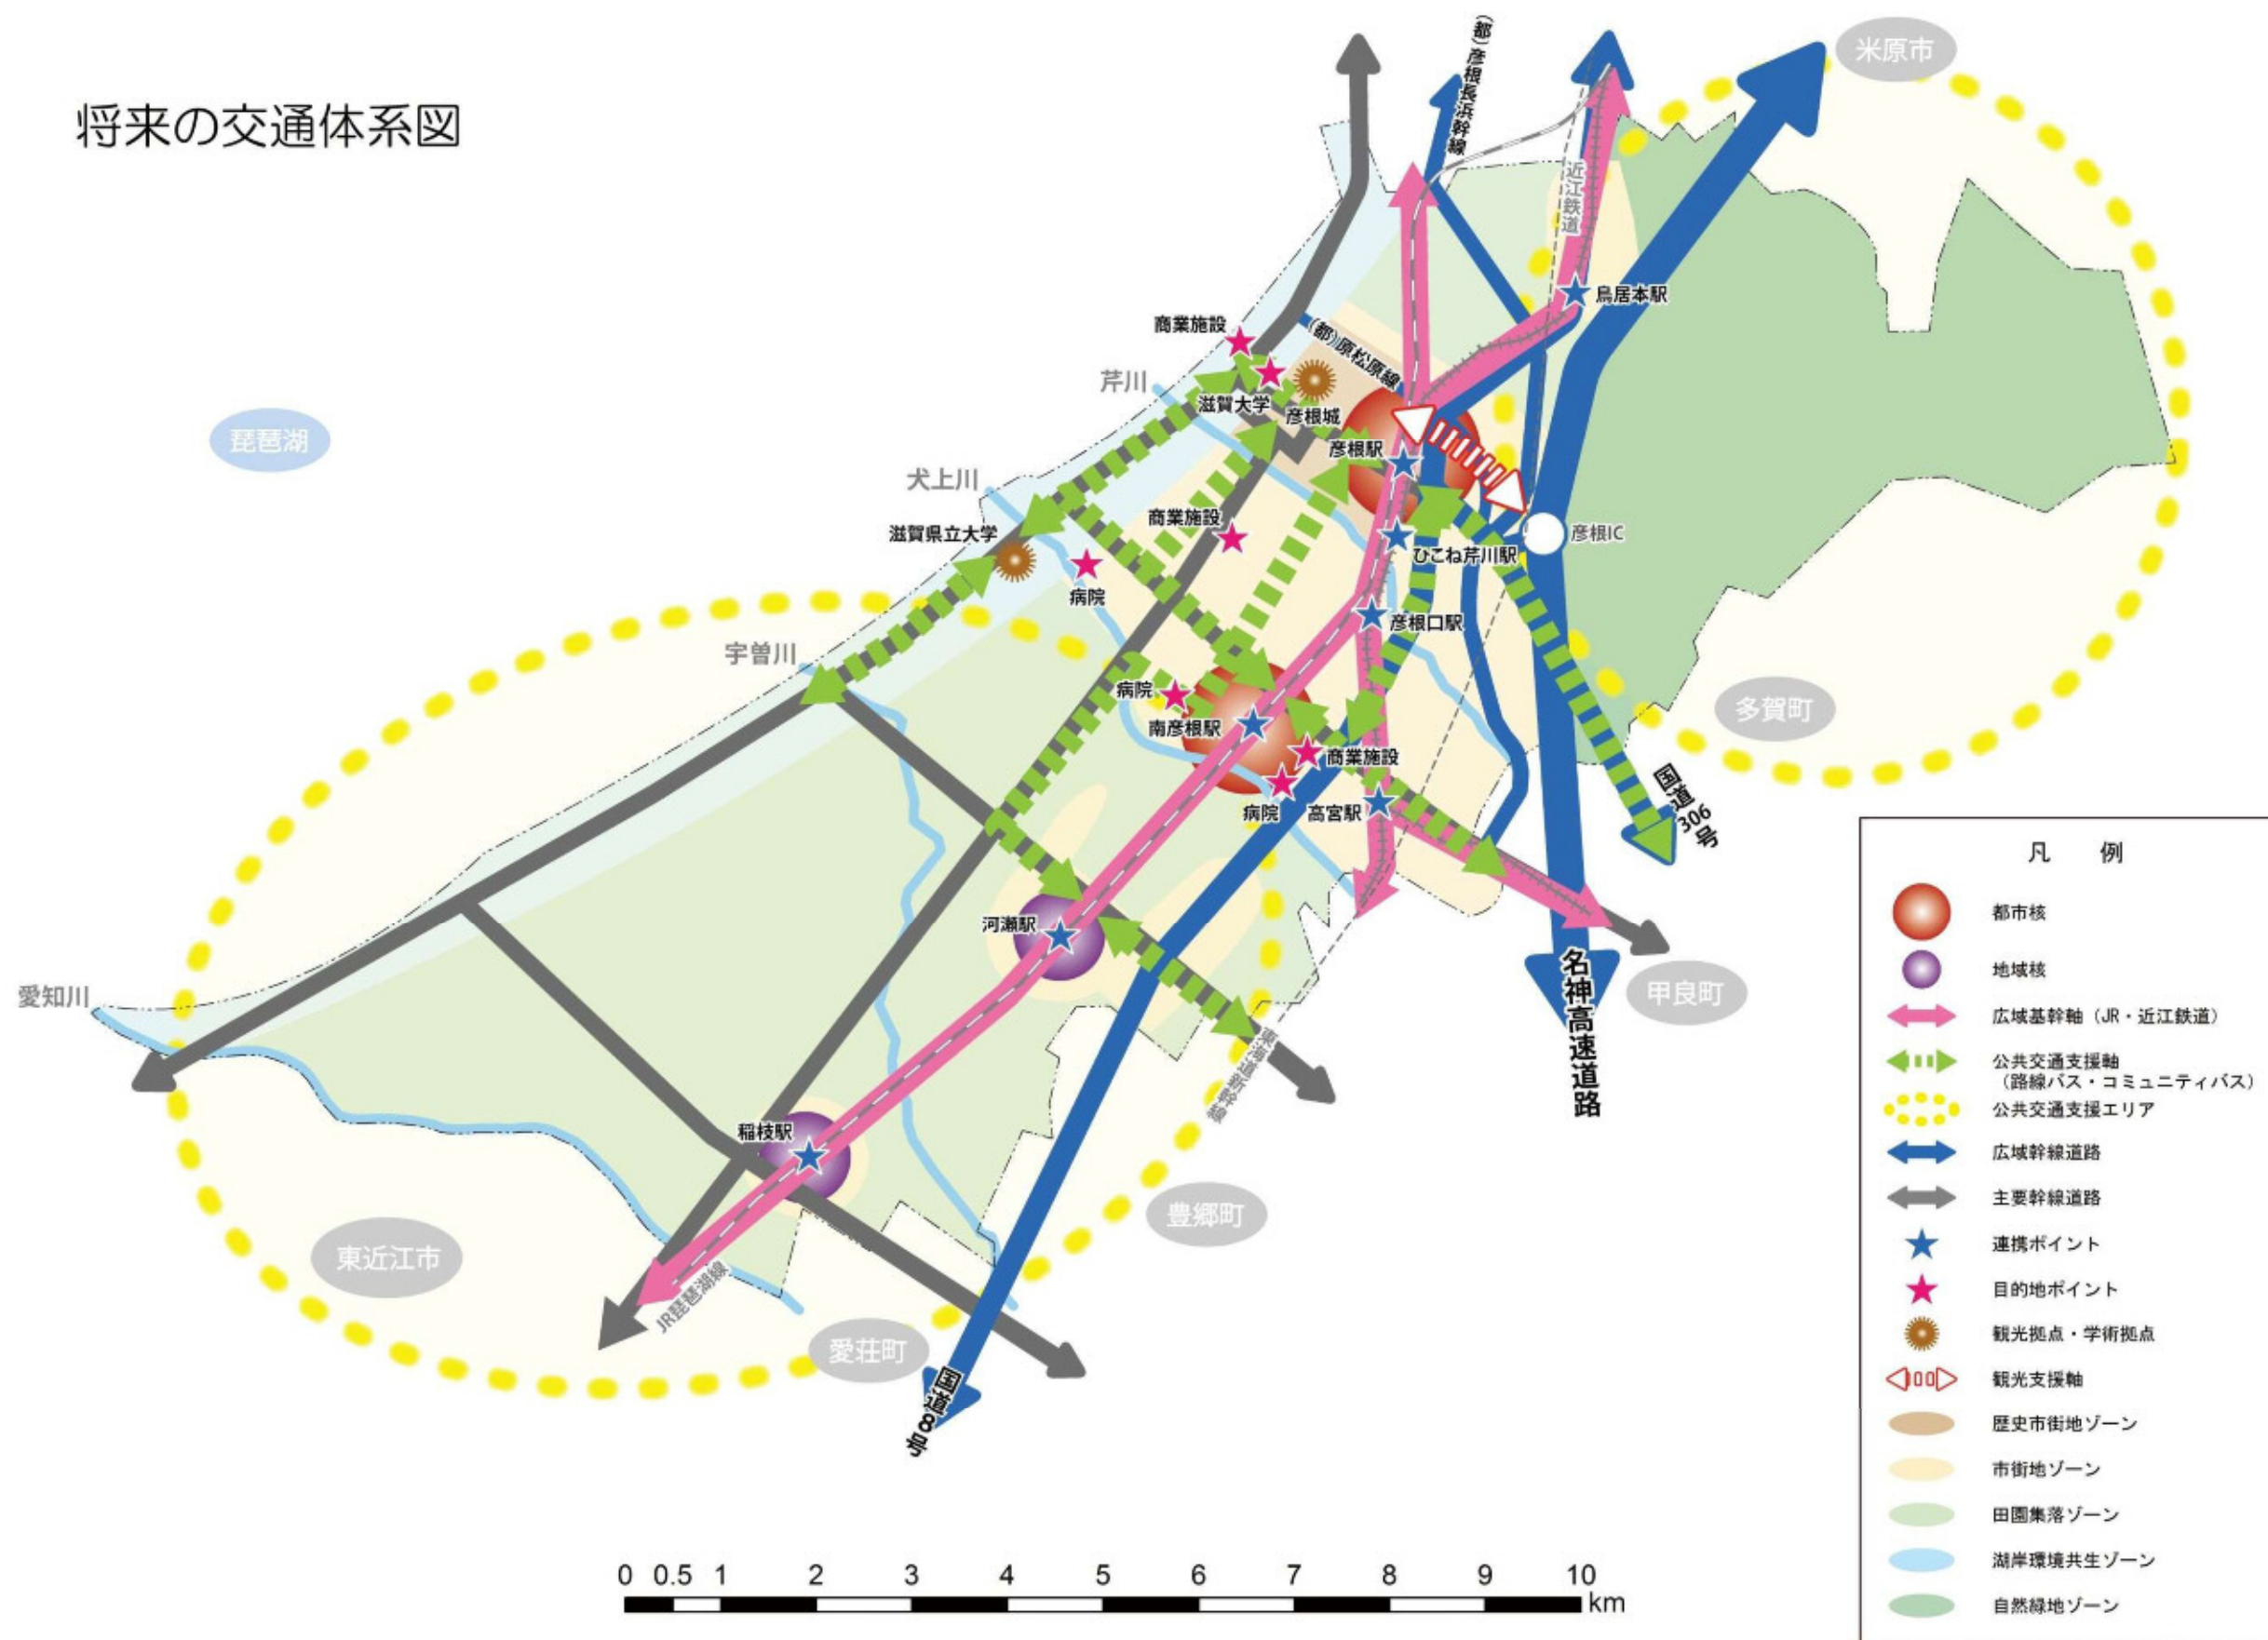 将来の交通体系図
(都)彦根長浜幹線
米原市
近江鉄道
鳥居本駅
商業施設
(都)原松原線
芹川
滋賀大学
彦根城
琵琶湖
彦根駅
犬上川
商業施設
滋賀県立大学
彦根IC
ひこね芹川駅
病院
彦根口駅
宇曽川
病院
多賀町
南彦根駅
商業施設
病院
高宮駅
国道306号
河瀬駅
名神高速道路
甲良町
愛知川
東海道新幹線
稲枝駅
豊郷町
東近江市
JR琵琶湖線
愛荘町
国道8号
凡 例
都市核
地域核
広域基幹軸(JR・近江鉄道)
公共交通支援軸
(路線バス・コミュニティバス)
公共交通支援エリア
広域幹線道路
主要幹線道路
連携ポイント
目的地ポイント
観光拠点・学術拠点
観光支援軸
歴史市街地ゾーン
市街地ゾーン
田園集落ゾーン
湖岸環境共生ゾーン
自然緑地ゾーン
0 0.5 1 2 3 4 5 6 7 8 9 10
km